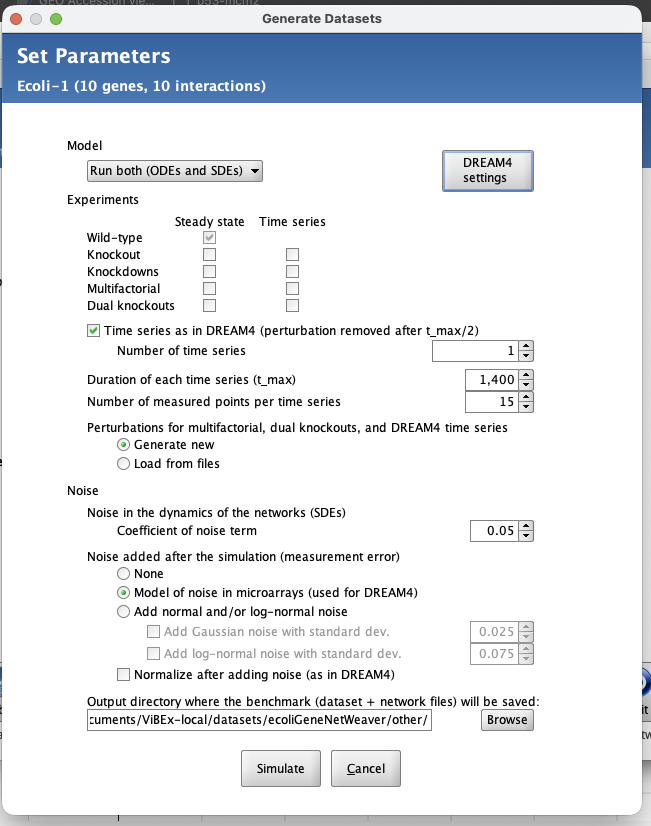 Generate Datasets
Set Parameters
Ecoli-1 (10 genes, 10 interactions)
Model
Run both (ODEs and SDEs)
DREAM4
settings
Experiments
Steady state Time series
Wild-type
Knockout
Knockdowns
Multifactorial
Dual knockouts
Time series as in DREAM4 (perturbation removed after t_max/2)
Number of time series 1
Duration of each time series (t_max) 1,400
Number of measured points per time series 15
Perturbations for multifactorial, dual knockouts, and DREAM4 time series
Generate new
Load from files
Noise
Noise in the dynamics of the networks (SDEs)
Coefficient of noise term 0.05
Noise added after the simulation (measurement error)
None
Model of noise in microarrays (used for DREAM4)
Add normal and/or log-normal noise
Add Gaussian noise with standard dev. 0.025
Add log-normal noise with standard dev. 0.075
Normalize after adding noise (as in DREAM4)
Output directory where the benchmark (dataset + network files) will be saved:
cuments/ViBEx-local/datasets/ecoliGeneNetWeaver/other/ Browse
Simulate Cancel